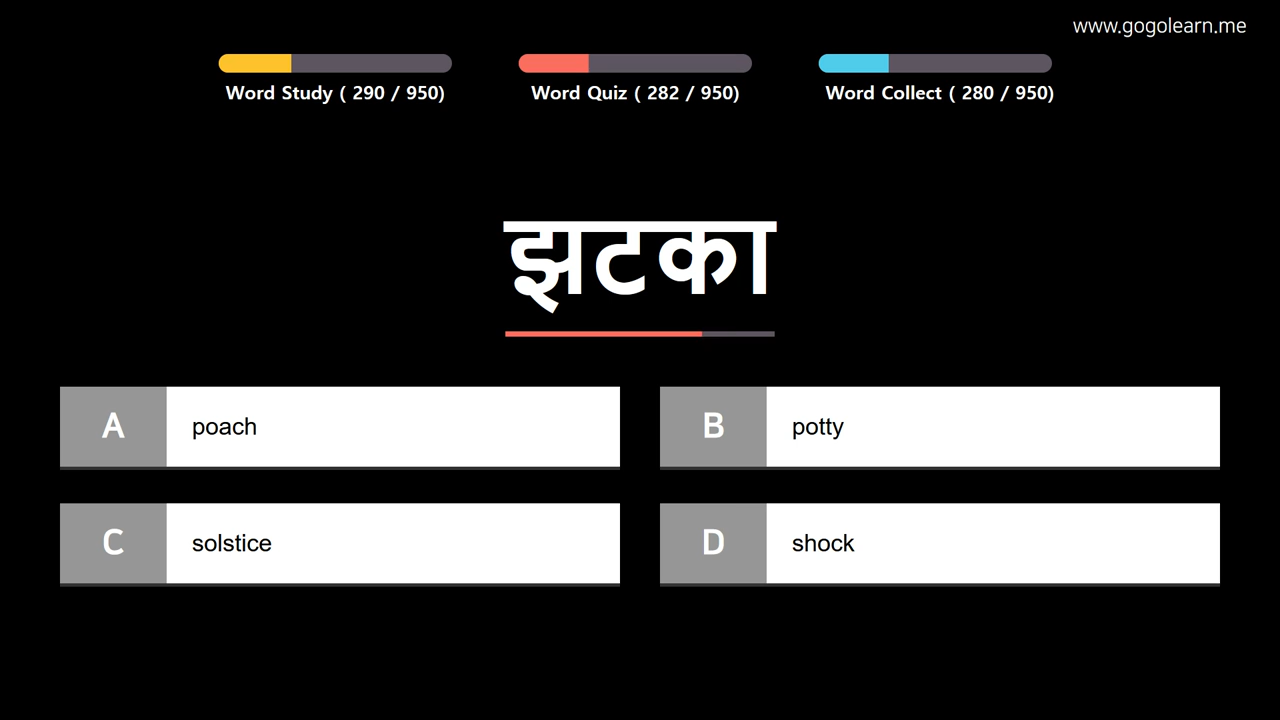 www.gogolearn.me
Word Study ( 290 / 950)
Word Quiz ( 282 / 950)
Word Collect ( 280 / 950)
झटका
A poach
B potty
C solstice
D shock